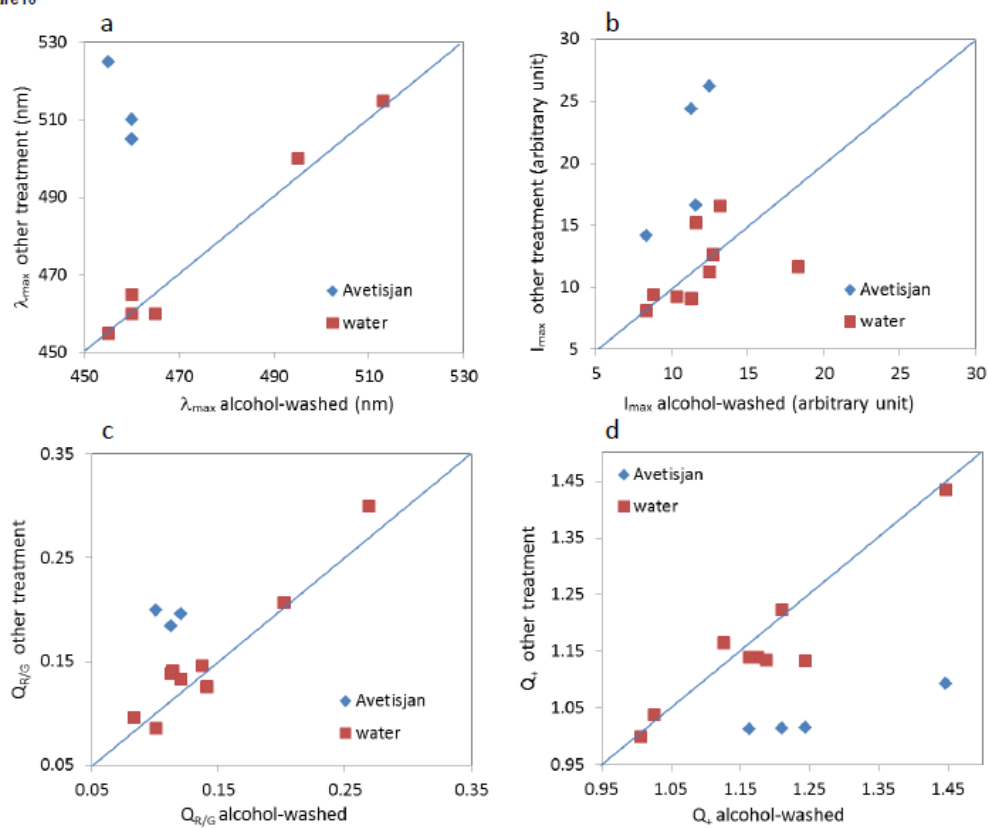 a
530
510
490
470
450
λmax other treatment (nm)
Avetisjan
water
450 470 490 510 530
λmax alcohol-washed (nm)
b
30
25
20
15
10
5
Imax other treatment (arbitrary unit)
Avetisjan
water
5 10 15 20 25 30
Imax alcohol-washed (arbitrary unit)
c
0.35
0.25
0.15
0.05
QR/G other treatment
Avetisjan
water
0.05 0.15 0.25 0.35
QR/G alcohol-washed
d
Avetisjan
water
1.45
1.35
1.25
1.15
1.05
0.95
Q+ other treatment
0.95 1.05 1.15 1.25 1.35 1.45
Q+ alcohol-washed